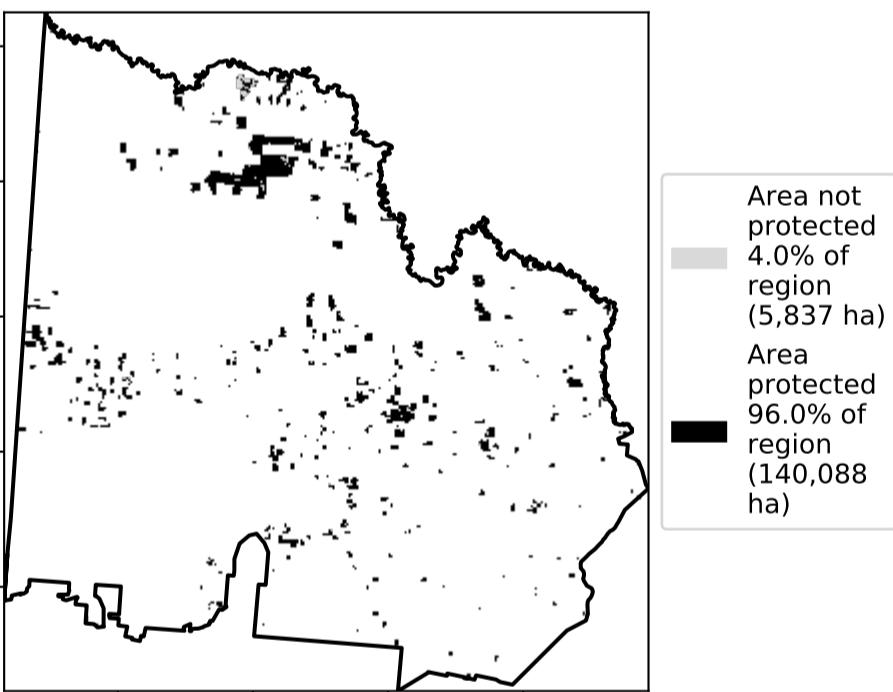 Area not
protected
4.0% of
region
(5,837 ha)
Area
protected
96.0% of
region
(140,088
ha)